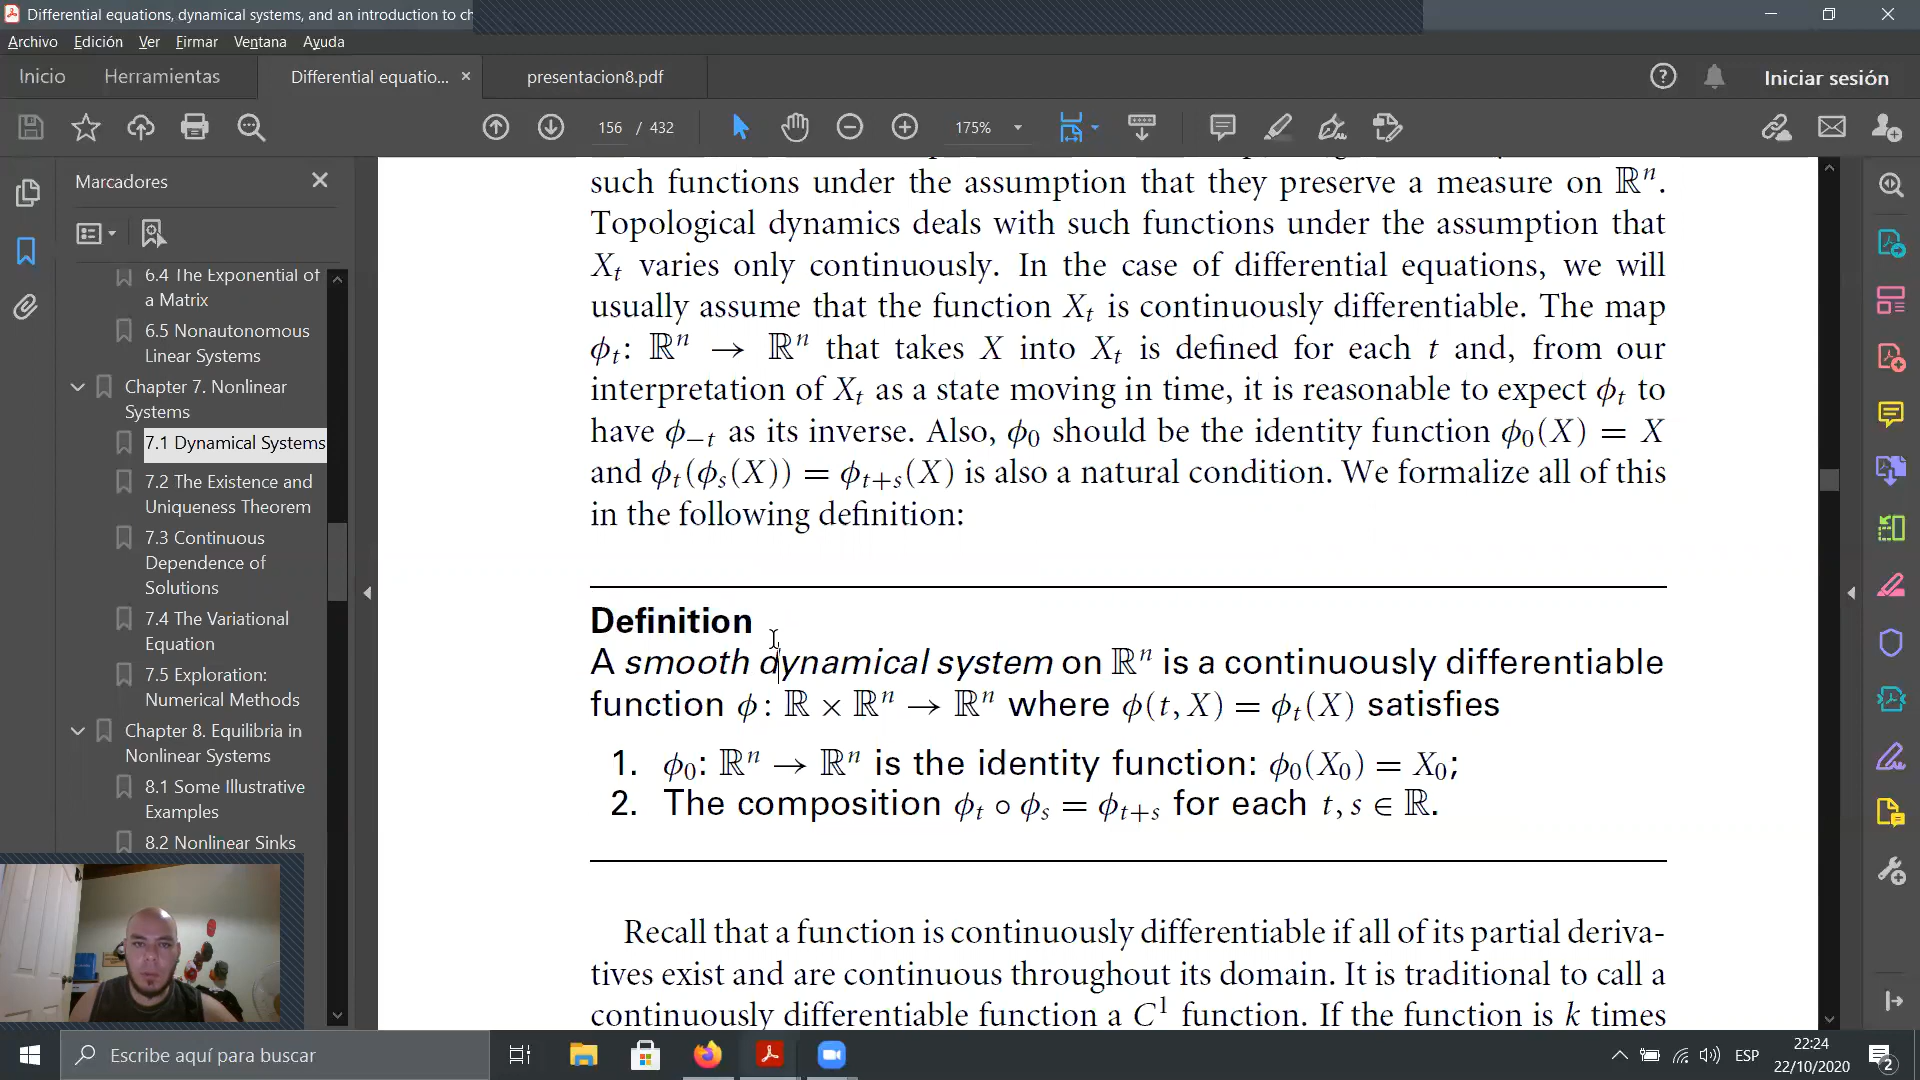 Differential equations, dynamical systems, and an introduction to ch
Archivo Edición Ver Firmar Ventana Ayuda
Inicio Herramientas Differential equatio... × presentacion8.pdf Iniciar sesión
156 / 432 175%
Marcadores
6.4 The Exponential of
a Matrix
6.5 Nonautonomous
Linear Systems
Chapter 7. Nonlinear
Systems
7.1 Dynamical Systems
7.2 The Existence and
Uniqueness Theorem
7.3 Continuous
Dependence of
Solutions
7.4 The Variational
Equation
7.5 Exploration:
Numerical Methods
Chapter 8. Equilibria in
Nonlinear Systems
8.1 Some Illustrative
Examples
8.2 Nonlinear Sinks
such functions under the assumption that they preserve a measure on ℝⁿ.
Topological dynamics deals with such functions under the assumption that
Xₜ varies only continuously. In the case of differential equations, we will
usually assume that the function Xₜ is continuously differentiable. The map
ϕₜ: ℝⁿ → ℝⁿ that takes X into Xₜ is defined for each t and, from our
interpretation of Xₜ as a state moving in time, it is reasonable to expect ϕₜ to
have ϕ₋ₜ as its inverse. Also, ϕ₀ should be the identity function ϕ₀(X) = X
and ϕₜ(ϕₛ(X)) = ϕₜ₊ₛ(X) is also a natural condition. We formalize all of this
in the following definition:
Definition
A smooth dynamical system on ℝⁿ is a continuously differentiable
function ϕ: ℝ × ℝⁿ → ℝⁿ where ϕ(t, X) = ϕₜ(X) satisfies
1. ϕ₀: ℝⁿ → ℝⁿ is the identity function: ϕ₀(X₀) = X₀;
2. The composition ϕₜ ∘ ϕₛ = ϕₜ₊ₛ for each t, s ∈ ℝ.
Recall that a function is continuously differentiable if all of its partial deriva-
tives exist and are continuous throughout its domain. It is traditional to call a
continuously differentiable function a C¹ function. If the function is k times
Escribe aquí para buscar
ESP
22:24
22/10/2020
2